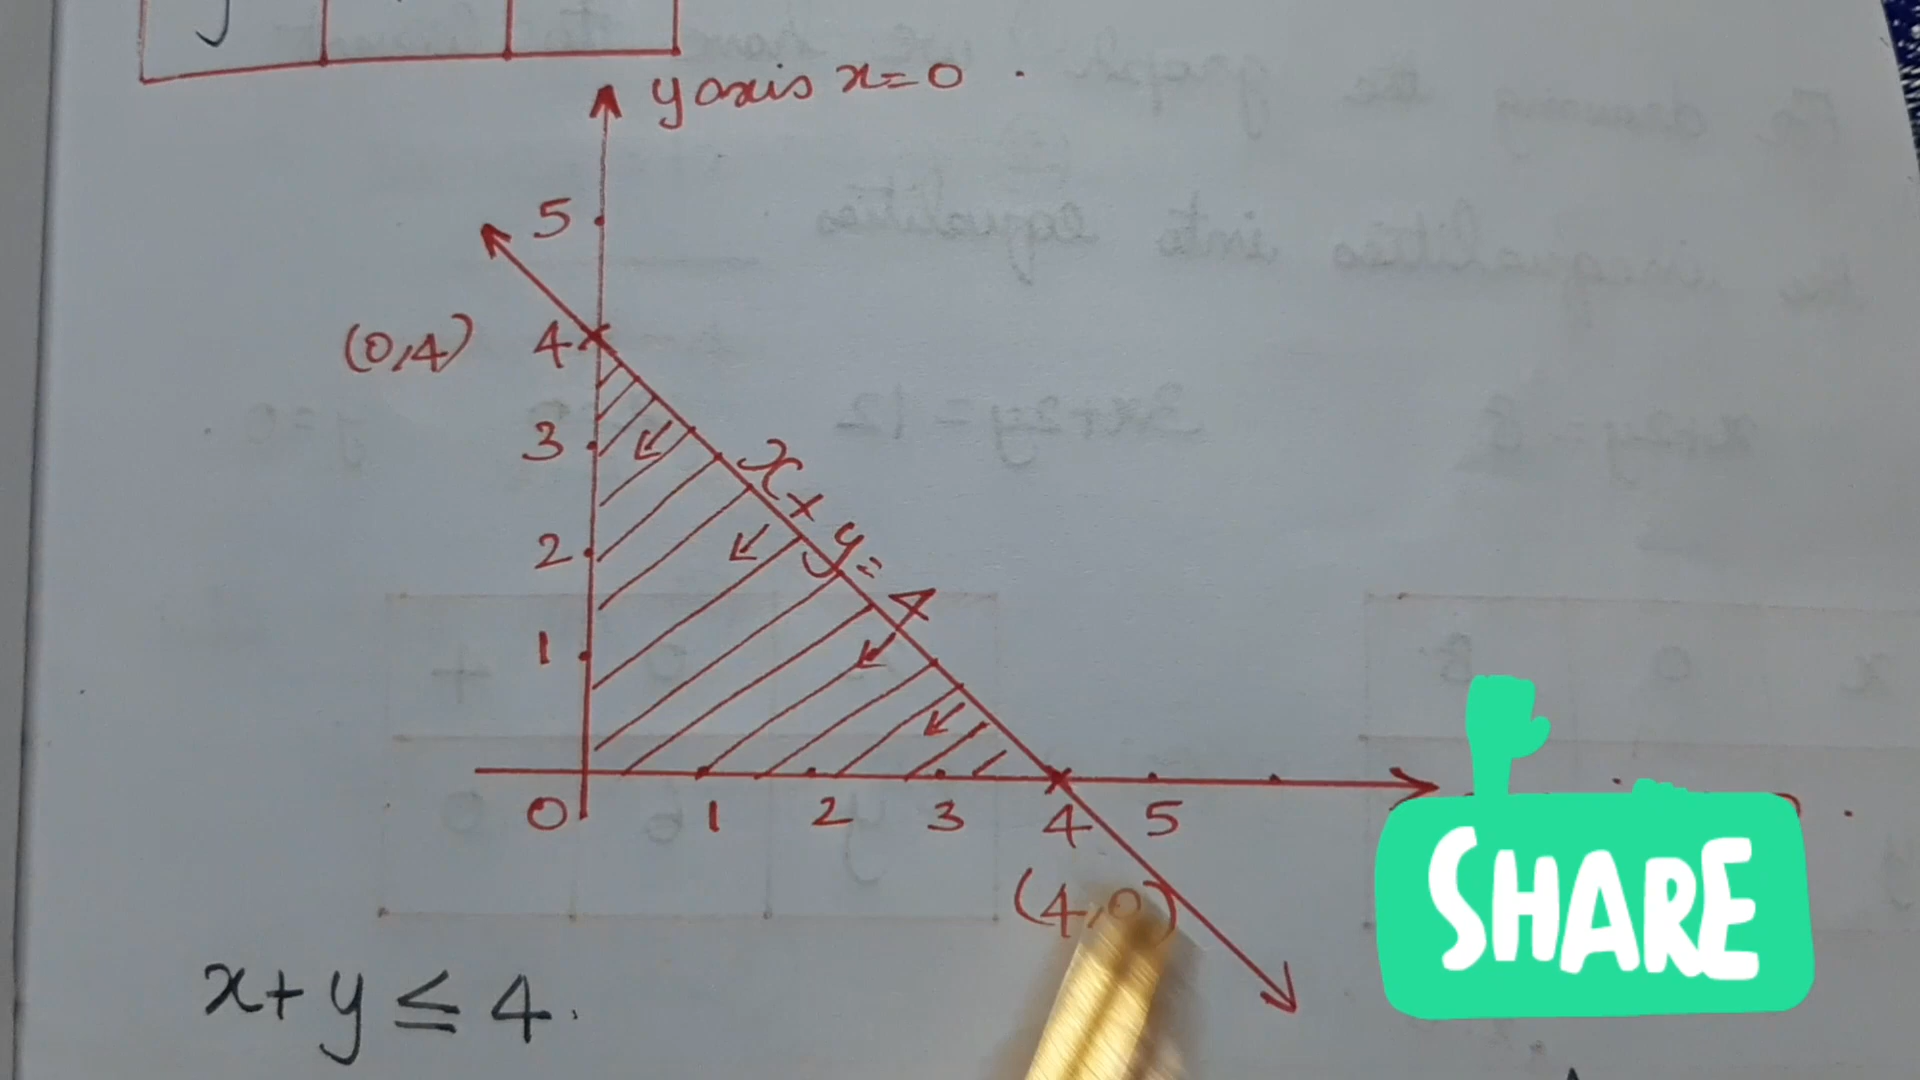 y
y axis x=0.
5
(0,4) 4
3
x+y=4
2
1
0 1 2 3 4 5
(4,0)
x+y≤4.
SHARE